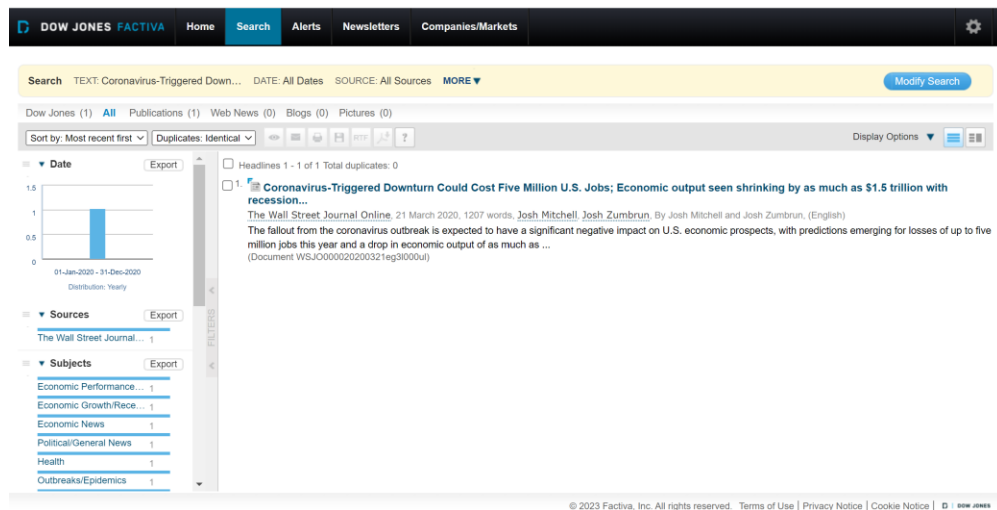 DOW JONES FACTIVA Home Search Alerts Newsletters Companies/Markets
Search TEXT: Coronavirus-Triggered Down... DATE: All Dates SOURCE: All Sources MORE ▼ Modify Search
Dow Jones (1) All Publications (1) Web News (0) Blogs (0) Pictures (0)
Sort by: Most recent first Duplicates: Identical RTF ? Display Options ▼
▼ Date Export
1.5
1
0.5
0
01-Jan-2020 - 31-Dec-2020
Distribution: Yearly
▼ Sources Export
The Wall Street Journal... 1
▼ Subjects Export
Economic Performance... 1
Economic Growth/Rece... 1
Economic News 1
Political/General News 1
Health 1
Outbreaks/Epidemics 1
FILTERS
Headlines 1 - 1 of 1 Total duplicates: 0
1. Coronavirus-Triggered Downturn Could Cost Five Million U.S. Jobs; Economic output seen shrinking by as much as $1.5 trillion with
recession...
The Wall Street Journal Online, 21 March 2020, 1207 words, Josh Mitchell, Josh Zumbrun, By Josh Mitchell and Josh Zumbrun, (English)
The fallout from the coronavirus outbreak is expected to have a significant negative impact on U.S. economic prospects, with predictions emerging for losses of up to five
million jobs this year and a drop in economic output of as much as ...
(Document WSJO000020200321eg3l000ul)
© 2023 Factiva, Inc. All rights reserved. Terms of Use | Privacy Notice | Cookie Notice | DOW JONES